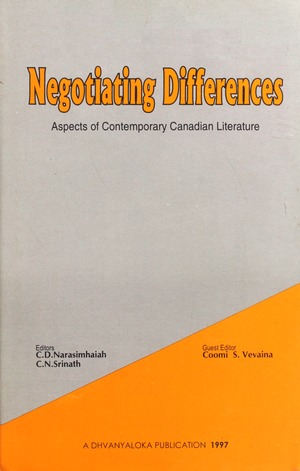 Negotiating Differences
Aspects of Contemporary Canadian Literature
Editors
C.D.Narasimhaiah
C.N.Srinath
Guest Editor
Coomi S. Vevaina
A DHVANYALOKA PUBLICATION 1997